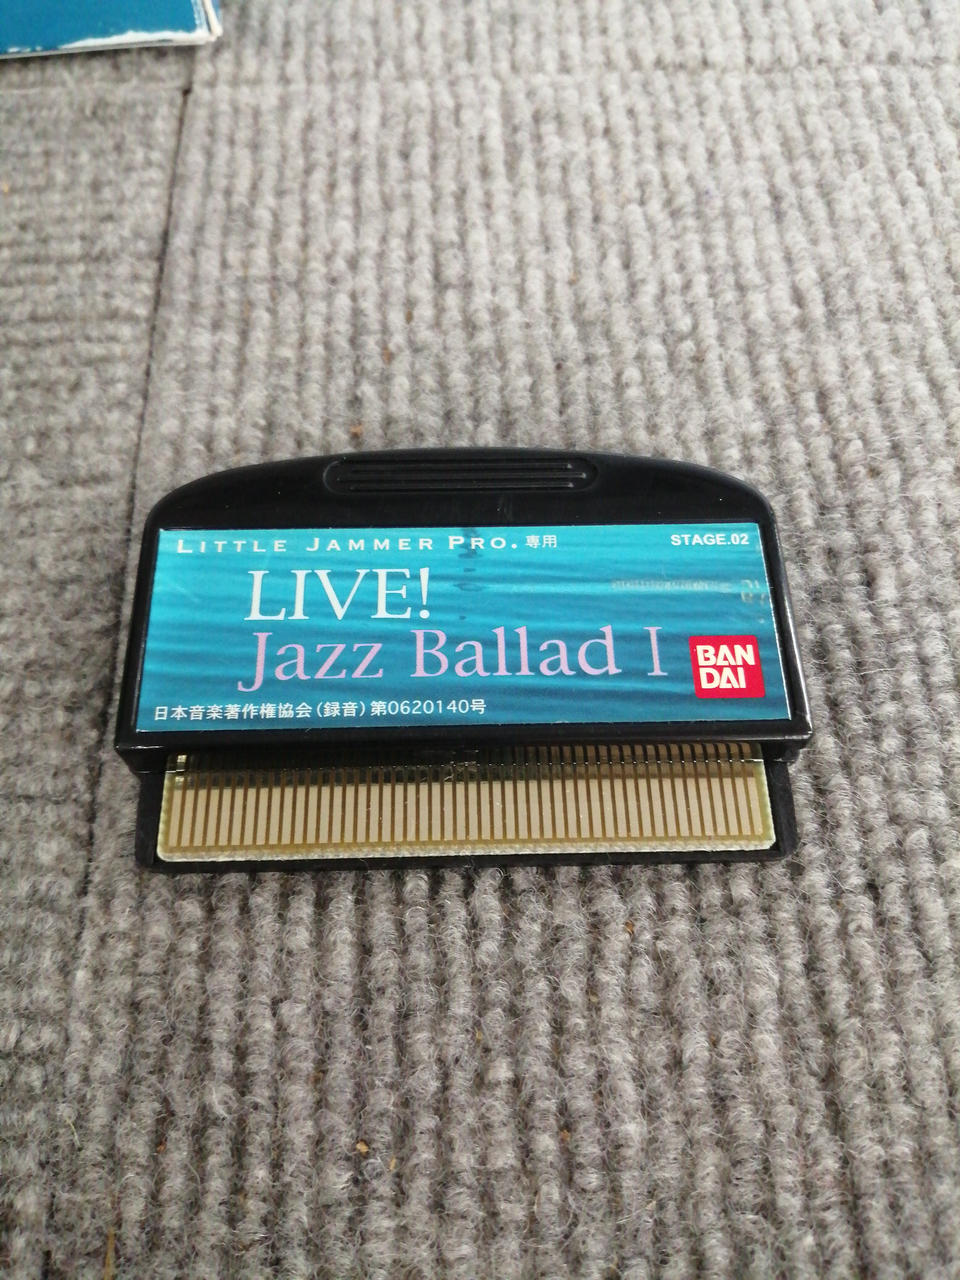 LITTLE JAMMER PRO. 専用
STAGE.02
LIVE!
Jazz Ballad I
BAN
DAI
日本音楽著作権協会(録音)第0620140号